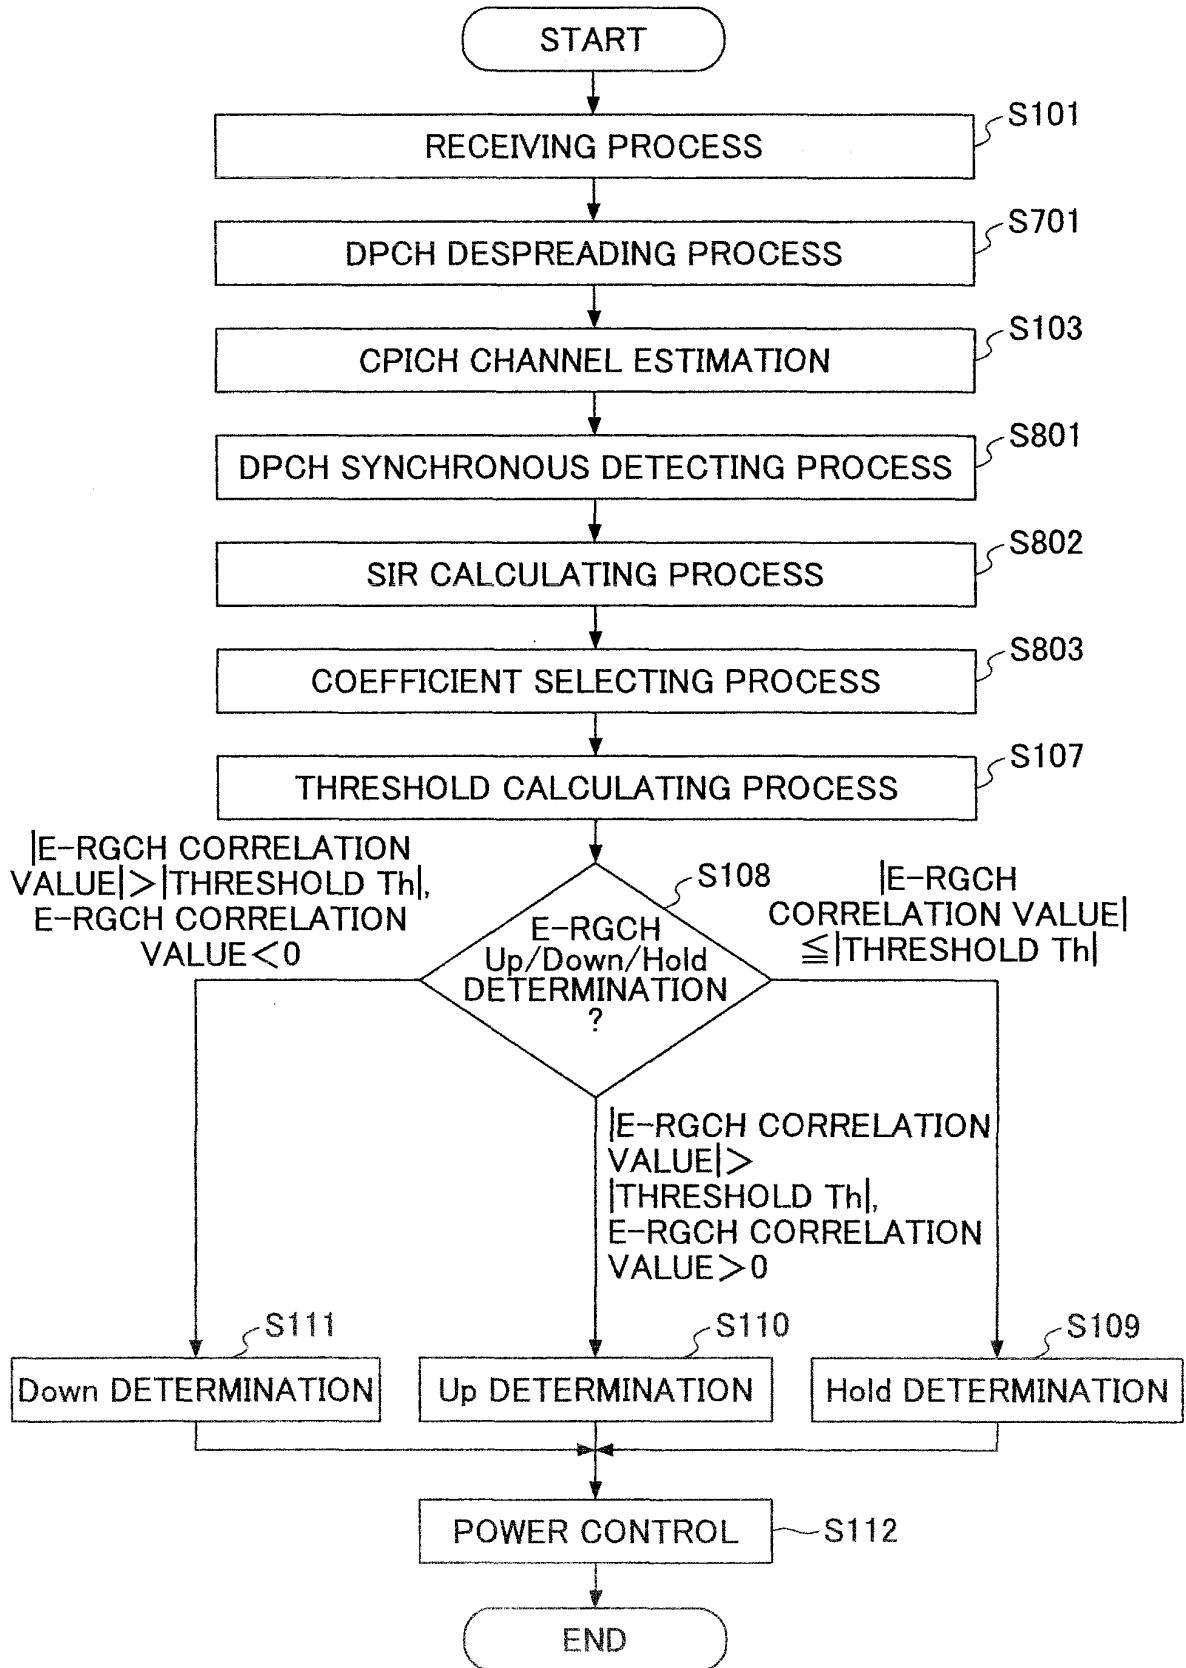 START
S101
RECEIVING PROCESS
S701
DPCH DESPREADING PROCESS
S103
CPICH CHANNEL ESTIMATION
S801
DPCH SYNCHRONOUS DETECTING PROCESS
S802
SIR CALCULATING PROCESS
S803
COEFFICIENT SELECTING PROCESS
S107
THRESHOLD CALCULATING PROCESS
|E-RGCH CORRELATION
VALUE|>|THRESHOLD Th|,
E-RGCH CORRELATION
VALUE<0
S108
E-RGCH
Up/Down/Hold
DETERMINATION
?
|E-RGCH
CORRELATION VALUE|
≦|THRESHOLD Th|
|E-RGCH CORRELATION
VALUE|>
|THRESHOLD Th|,
E-RGCH CORRELATION
VALUE>0
S111
Down DETERMINATION
S110
Up DETERMINATION
S109
Hold DETERMINATION
POWER CONTROL
S112
END